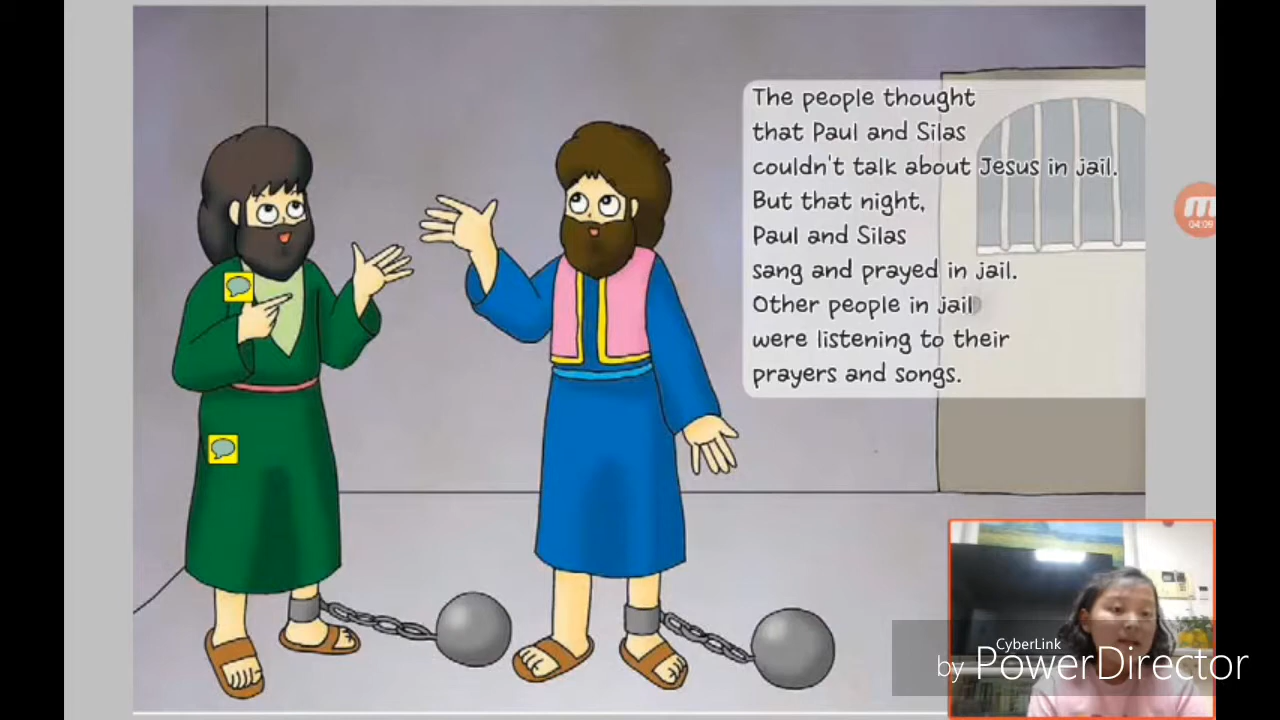 The people thought
that Paul and Silas
couldn't talk about Jesus in jail.
But that night,
Paul and Silas
sang and prayed in jail.
Other people in jail
were listening to their
prayers and songs.
04:09
CyberLink
by PowerDirector